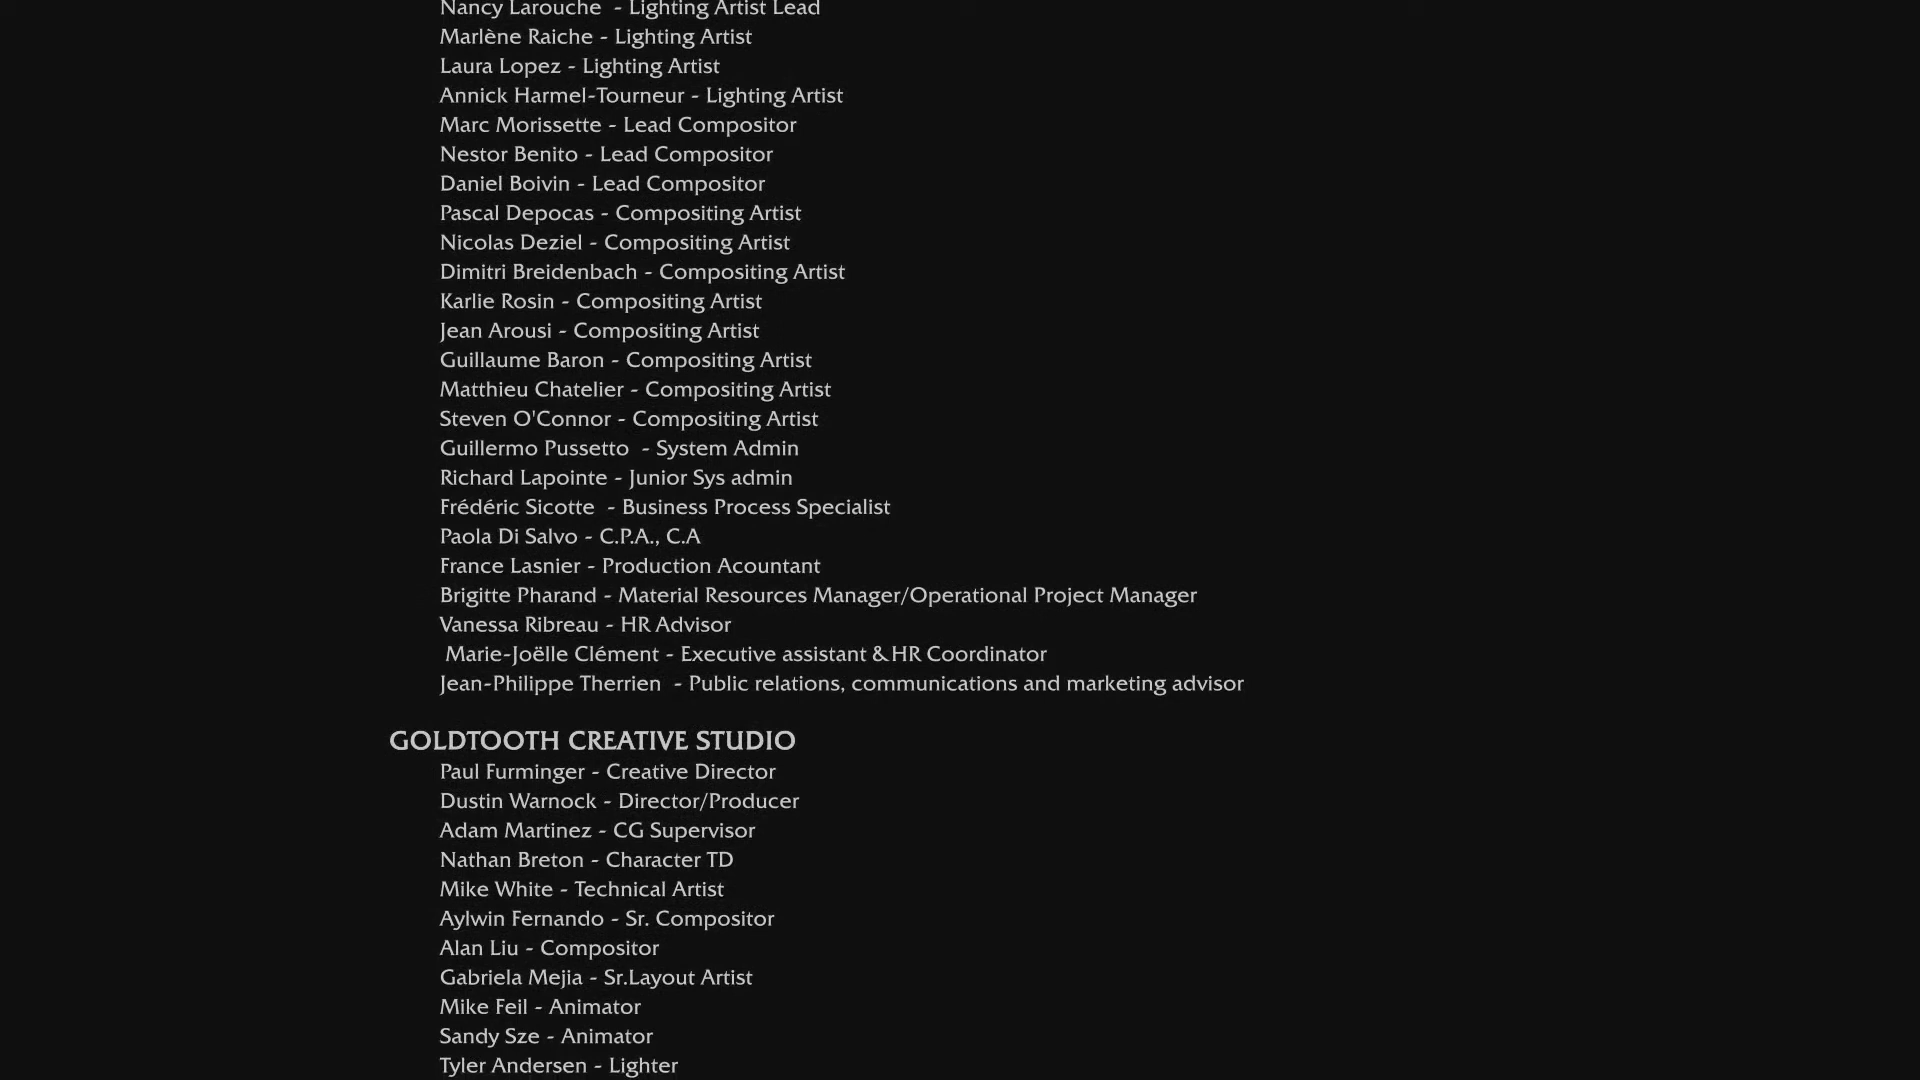 Nancy Larouche  - Lighting Artist Lead
Marlène Raiche - Lighting Artist
Laura Lopez - Lighting Artist
Annick Harmel-Tourneur - Lighting Artist
Marc Morissette - Lead Compositor
Nestor Benito - Lead Compositor
Daniel Boivin - Lead Compositor
Pascal Depocas - Compositing Artist
Nicolas Deziel - Compositing Artist
Dimitri Breidenbach - Compositing Artist
Karlie Rosin - Compositing Artist
Jean Arousi - Compositing Artist
Guillaume Baron - Compositing Artist
Matthieu Chatelier - Compositing Artist
Steven O'Connor - Compositing Artist
Guillermo Pussetto  - System Admin
Richard Lapointe - Junior Sys admin
Frédéric Sicotte  - Business Process Specialist
Paola Di Salvo - C.P.A., C.A
France Lasnier - Production Acountant
Brigitte Pharand - Material Resources Manager/Operational Project Manager
Vanessa Ribreau - HR Advisor
Marie-Joëlle Clément - Executive assistant & HR Coordinator
Jean-Philippe Therrien  - Public relations, communications and marketing advisor
GOLDTOOTH CREATIVE STUDIO
Paul Furminger - Creative Director
Dustin Warnock - Director/Producer
Adam Martinez - CG Supervisor
Nathan Breton - Character TD
Mike White - Technical Artist
Aylwin Fernando - Sr. Compositor
Alan Liu - Compositor
Gabriela Mejia - Sr.Layout Artist
Mike Feil - Animator
Sandy Sze - Animator
Tyler Andersen - Lighter